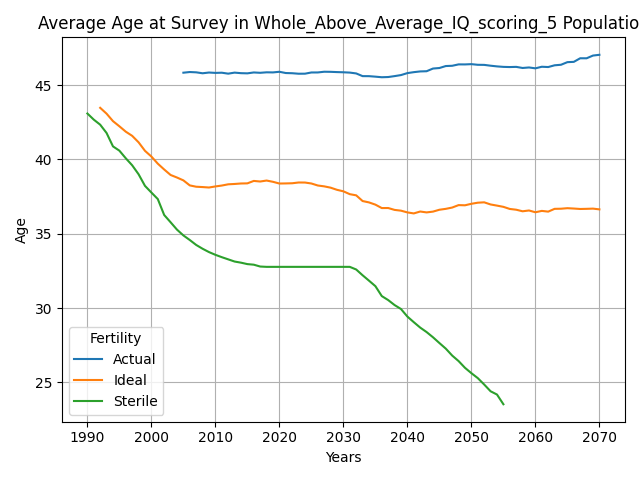 Average Age at Survey in Whole_Above_Average_IQ_scoring_5 Populatio
Age
45
40
35
30
25
Fertility
Actual
Ideal
Sterile
1990 2000 2010 2020 2030 2040 2050 2060 2070
Years